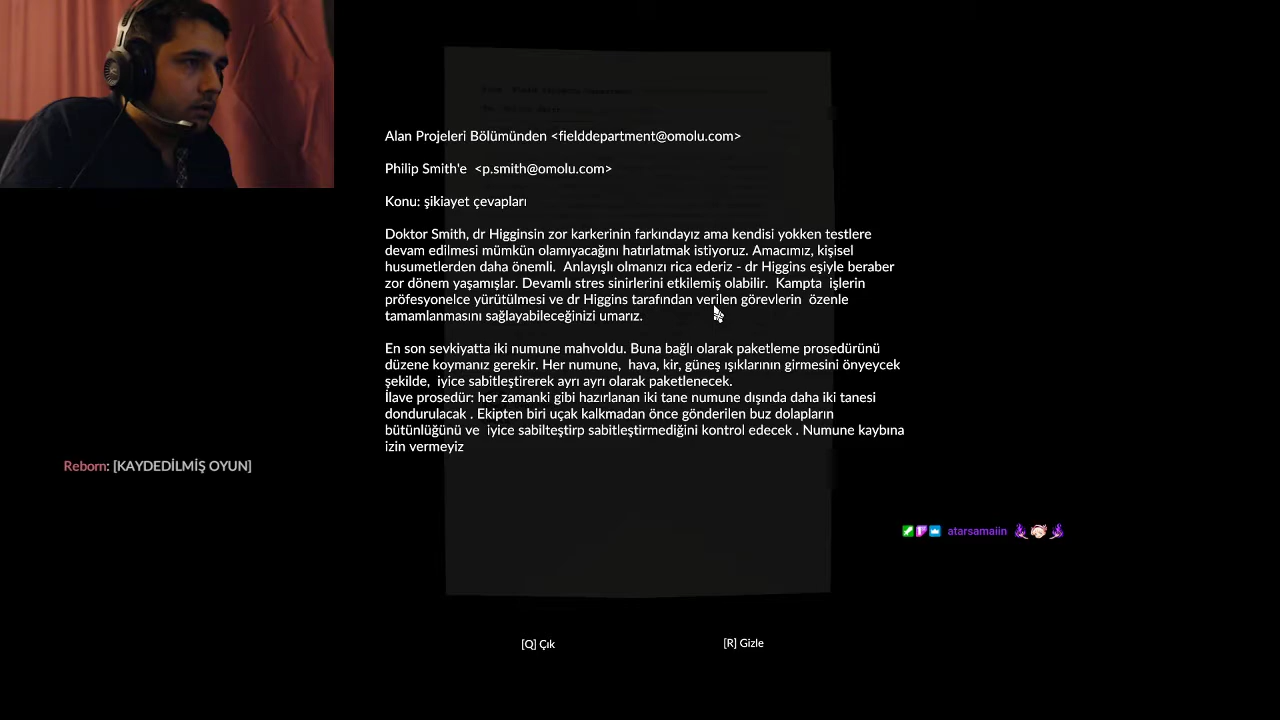 Alan Projeleri Bölümünden <fielddepartment@omolu.com>
Philip Smith'e <p.smith@omolu.com>
Konu: şikiayet çevapları
Doktor Smith, dr Higginsin zor karkerinin farkındayız ama kendisi yokken testlere
devam edilmesi mümkün olamıyacağını hatırlatmak istiyoruz. Amacımız, kişisel
husumetlerden daha önemli. Anlayışlı olmanızı rica ederiz - dr Higgins eşiyle beraber
zor dönem yaşamışlar. Devamlı stres sinirlerini etkilemiş olabilir. Kampta işlerin
pröfesyonelce yürütülmesi ve dr Higgins tarafından verilen görevlerin özenle
tamamlanmasını sağlayabileceğinizi umarız.
En son sevkiyatta iki numune mahvoldu. Buna bağlı olarak paketleme prosedürünü
düzene koymanız gerekir. Her numune, hava, kir, güneş ışıklarının girmesini önyeycek
şekilde, iyice sabitleştirerek ayrı ayrı olarak paketlenecek.
İlave prosedür: her zamanki gibi hazırlanan iki tane numune dışında daha iki tanesi
dondurulacak . Ekipten biri uçak kalkmadan önce gönderilen buz dolapların
bütünlüğünü ve iyice sabilteştirp sabitleştirmediğini kontrol edecek . Numune kaybına
izin vermeyiz
Reborn: [KAYDEDİLMİŞ OYUN]
atarsamaiin
[Q] Çık [R] Gizle